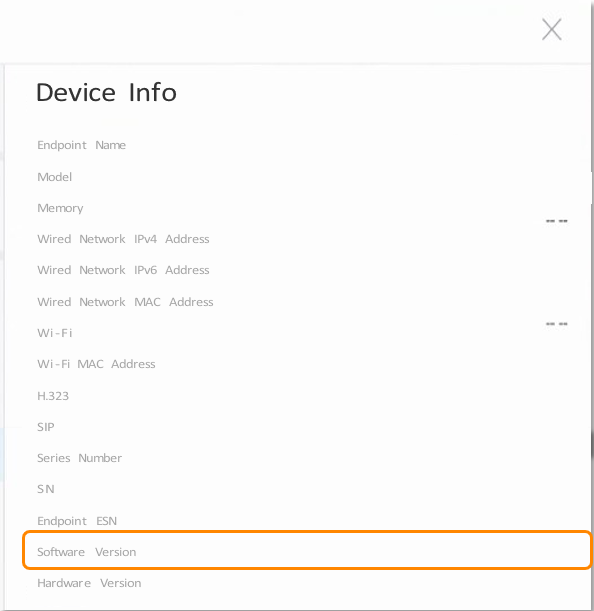 Device Info
Endpoint Name
Model
Memory
-- --
Wired Network IPv4 Address
Wired Network IPv6 Address
Wired Network MAC Address
-- --
Wi-Fi
Wi-Fi MAC Address
H.323
SIP
Series Number
SN
Endpoint ESN
Software Version
Hardware Version